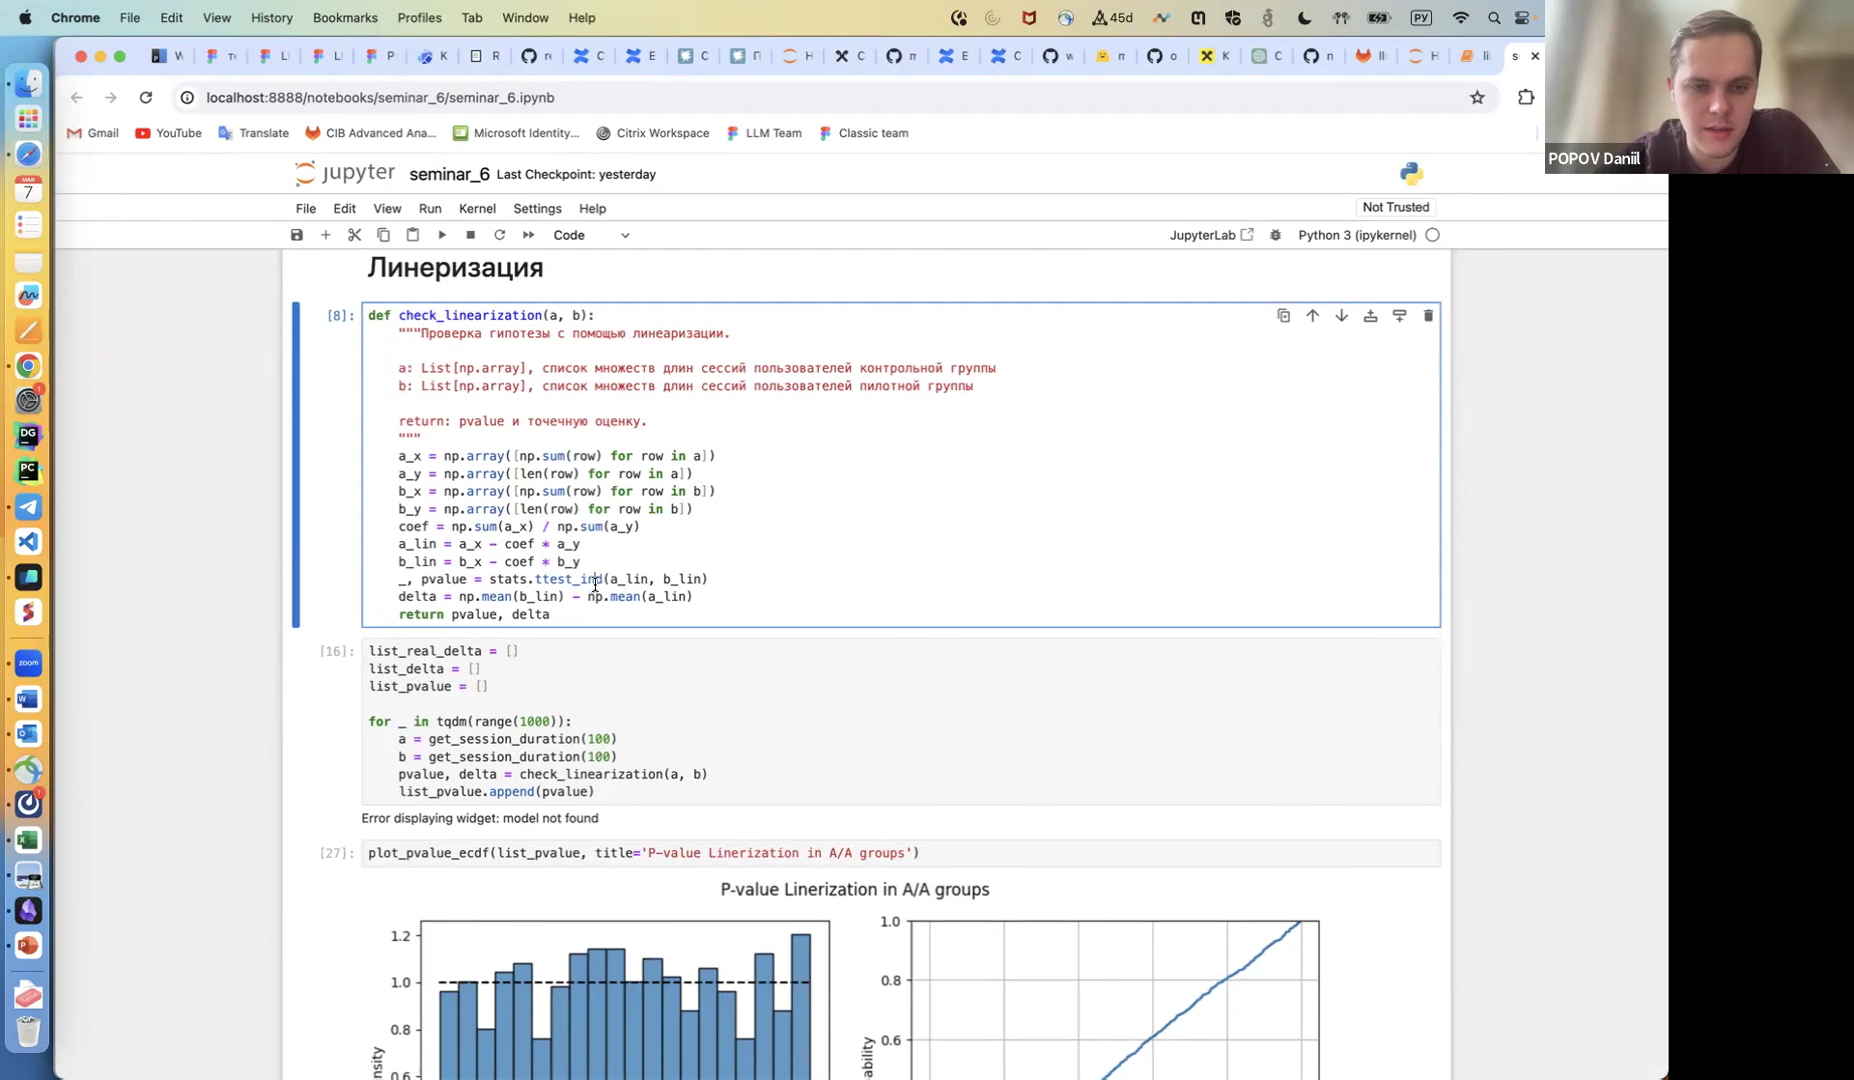 Chrome File Edit View History Bookmarks Profiles Tab Window Help
45d РУ
localhost:8888/notebooks/seminar_6/seminar_6.ipynb
Gmail YouTube Translate CIB Advanced Ana... Microsoft Identity... Citrix Workspace LLM Team Classic team
POPOV Daniil
jupyter seminar_6 Last Checkpoint: yesterday
File Edit View Run Kernel Settings Help
Not Trusted
Code
JupyterLab Python 3 (ipykernel)
Линеризация
[8]: def check_linearization(a, b):
"""Проверка гипотезы с помощью линеаризации.
a: List[np.array], список множеств длин сессий пользователей контрольной группы
b: List[np.array], список множеств длин сессий пользователей пилотной группы
return: pvalue и точечную оценку.
"""
a_x = np.array([np.sum(row) for row in a])
a_y = np.array([len(row) for row in a])
b_x = np.array([np.sum(row) for row in b])
b_y = np.array([len(row) for row in b])
coef = np.sum(a_x) / np.sum(a_y)
a_lin = a_x - coef * a_y
b_lin = b_x - coef * b_y
_, pvalue = stats.ttest_ind(a_lin, b_lin)
delta = np.mean(b_lin) - np.mean(a_lin)
return pvalue, delta
[16]: list_real_delta = []
list_delta = []
list_pvalue = []
for _ in tqdm(range(1000)):
a = get_session_duration(100)
b = get_session_duration(100)
pvalue, delta = check_linearization(a, b)
list_pvalue.append(pvalue)
Error displaying widget: model not found
[27]: plot_pvalue_ecdf(list_pvalue, title='P-value Linerization in A/A groups')
P-value Linerization in A/A groups
1.2
1.0
0.8
1.0
0.8
0.6